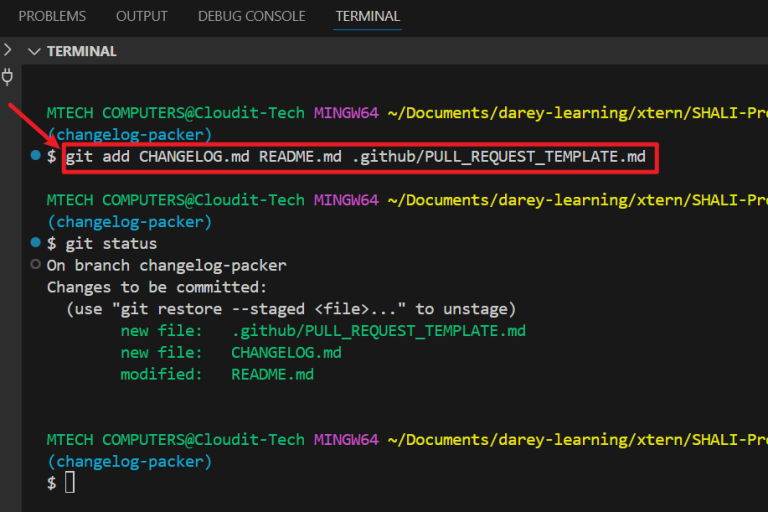 PROBLEMS OUTPUT DEBUG CONSOLE TERMINAL
TERMINAL
MTECH COMPUTERS@Cloudit-Tech MINGW64 ~/Documents/darey-learning/xtern/SHALI-Pro
(changelog-packer)
$ git add CHANGELOG.md README.md .github/PULL_REQUEST_TEMPLATE.md
MTECH COMPUTERS@Cloudit-Tech MINGW64 ~/Documents/darey-learning/xtern/SHALI-Pro
(changelog-packer)
$ git status
On branch changelog-packer
Changes to be committed:
(use "git restore --staged <file>..." to unstage)
new file: .github/PULL_REQUEST_TEMPLATE.md
new file: CHANGELOG.md
modified: README.md
MTECH COMPUTERS@Cloudit-Tech MINGW64 ~/Documents/darey-learning/xtern/SHALI-Pro
(changelog-packer)
$